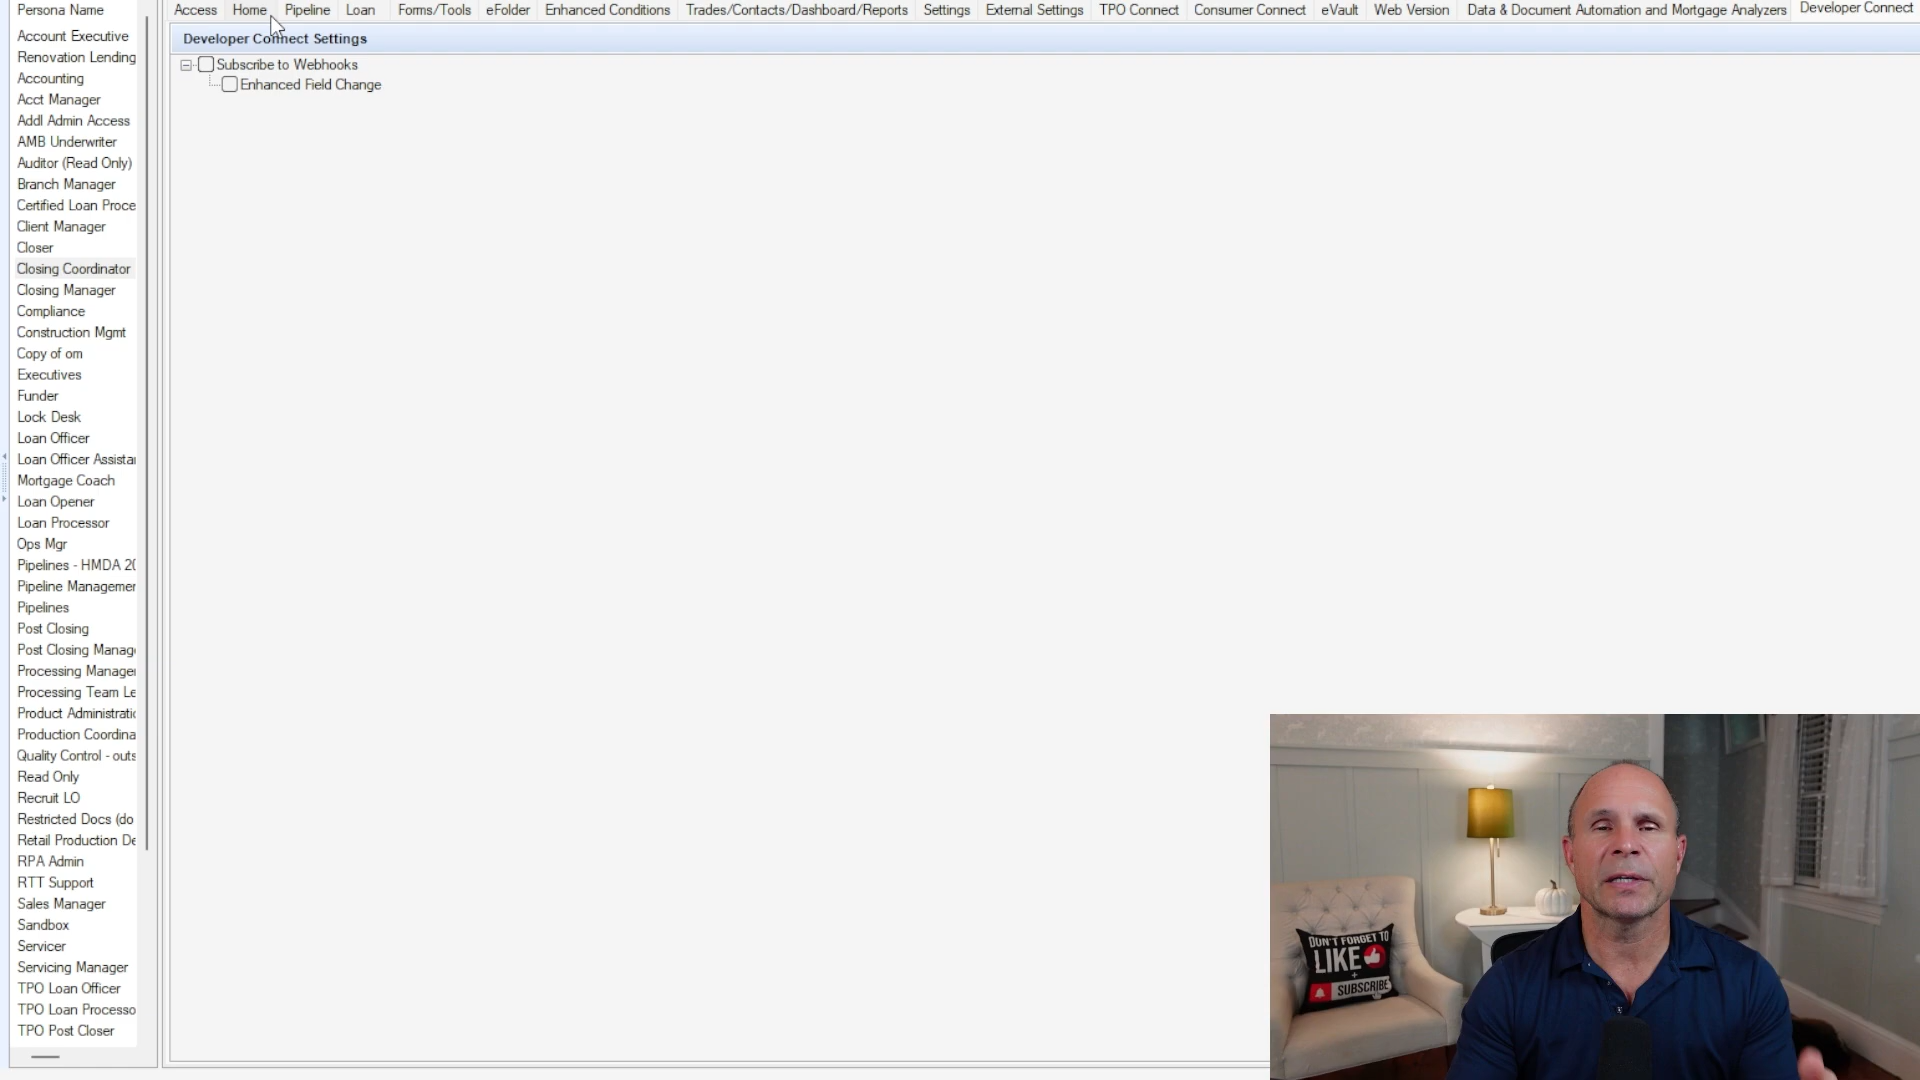 Persona Name
Account Executive
Renovation Lending
Accounting
Acct Manager
Addl Admin Access
AMB Underwriter
Auditor (Read Only)
Branch Manager
Certified Loan Proce
Client Manager
Closer
Closing Coordinator
Closing Manager
Compliance
Construction Mgmt
Copy of om
Executives
Funder
Lock Desk
Loan Officer
Loan Officer Assistar
Mortgage Coach
Loan Opener
Loan Processor
Ops Mgr
Pipelines - HMDA 20
Pipeline Managemer
Pipelines
Post Closing
Post Closing Manag
Processing Manager
Processing Team Le
Product Administratio
Production Coordina
Quality Control - outs
Read Only
Recruit LO
Restricted Docs (do
Retail Production De
RPA Admin
RTT Support
Sales Manager
Sandbox
Servicer
Servicing Manager
TPO Loan Officer
TPO Loan Processo
TPO Post Closer
Access Home Pipeline Loan Forms/Tools eFolder Enhanced Conditions Trades/Contacts/Dashboard/Reports Settings External Settings TPO Connect Consumer Connect eVault Web Version Data & Document Automation and Mortgage Analyzers Developer Connect
Developer Connect Settings
Subscribe to Webhooks
Enhanced Field Change
DON'T FORGET TO
LIKE
+
SUBSCRIBE